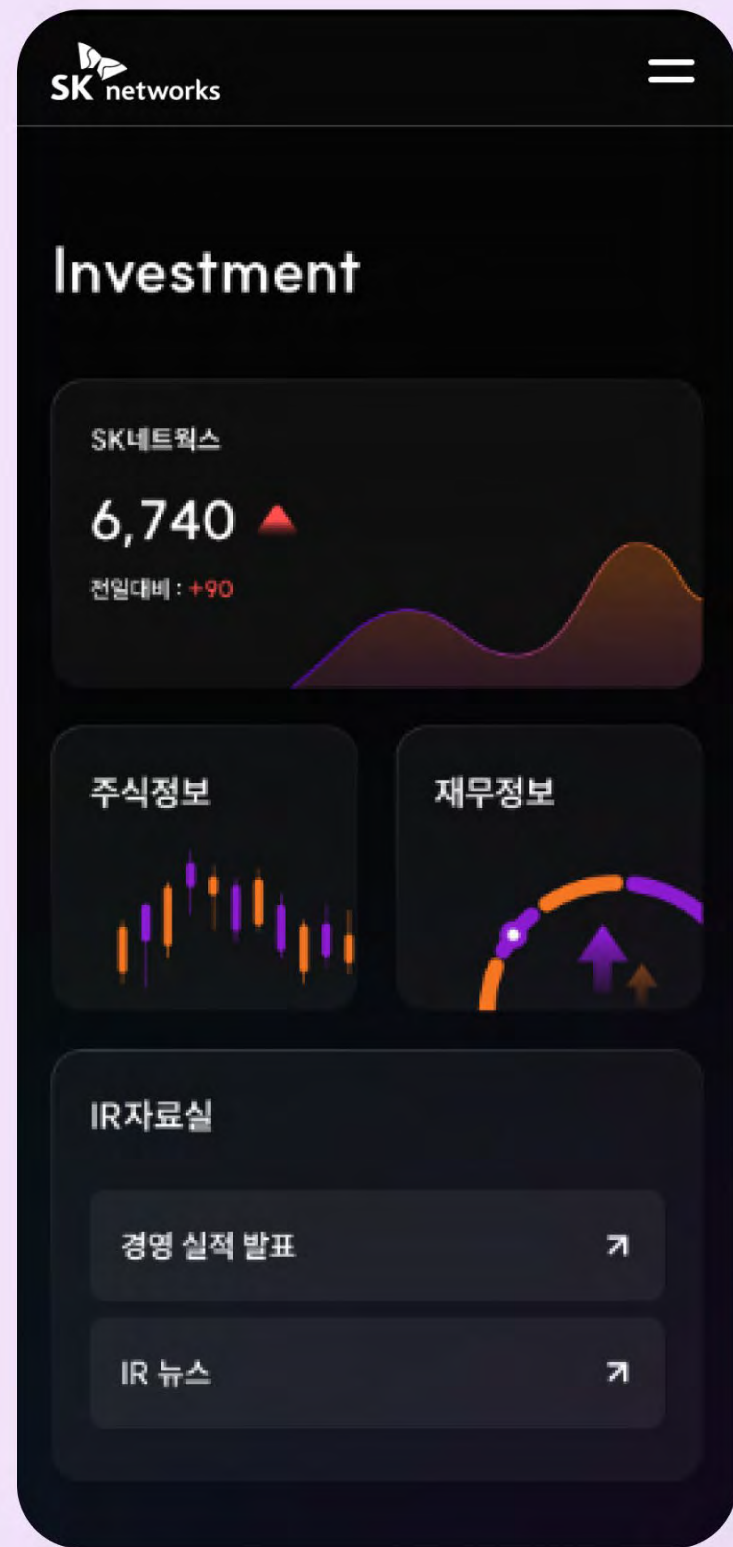 SK networks
Investment
SK네트웍스
6,740
전일대비 : +90
주식정보
재무정보
IR자료실
경영 실적 발표
IR 뉴스